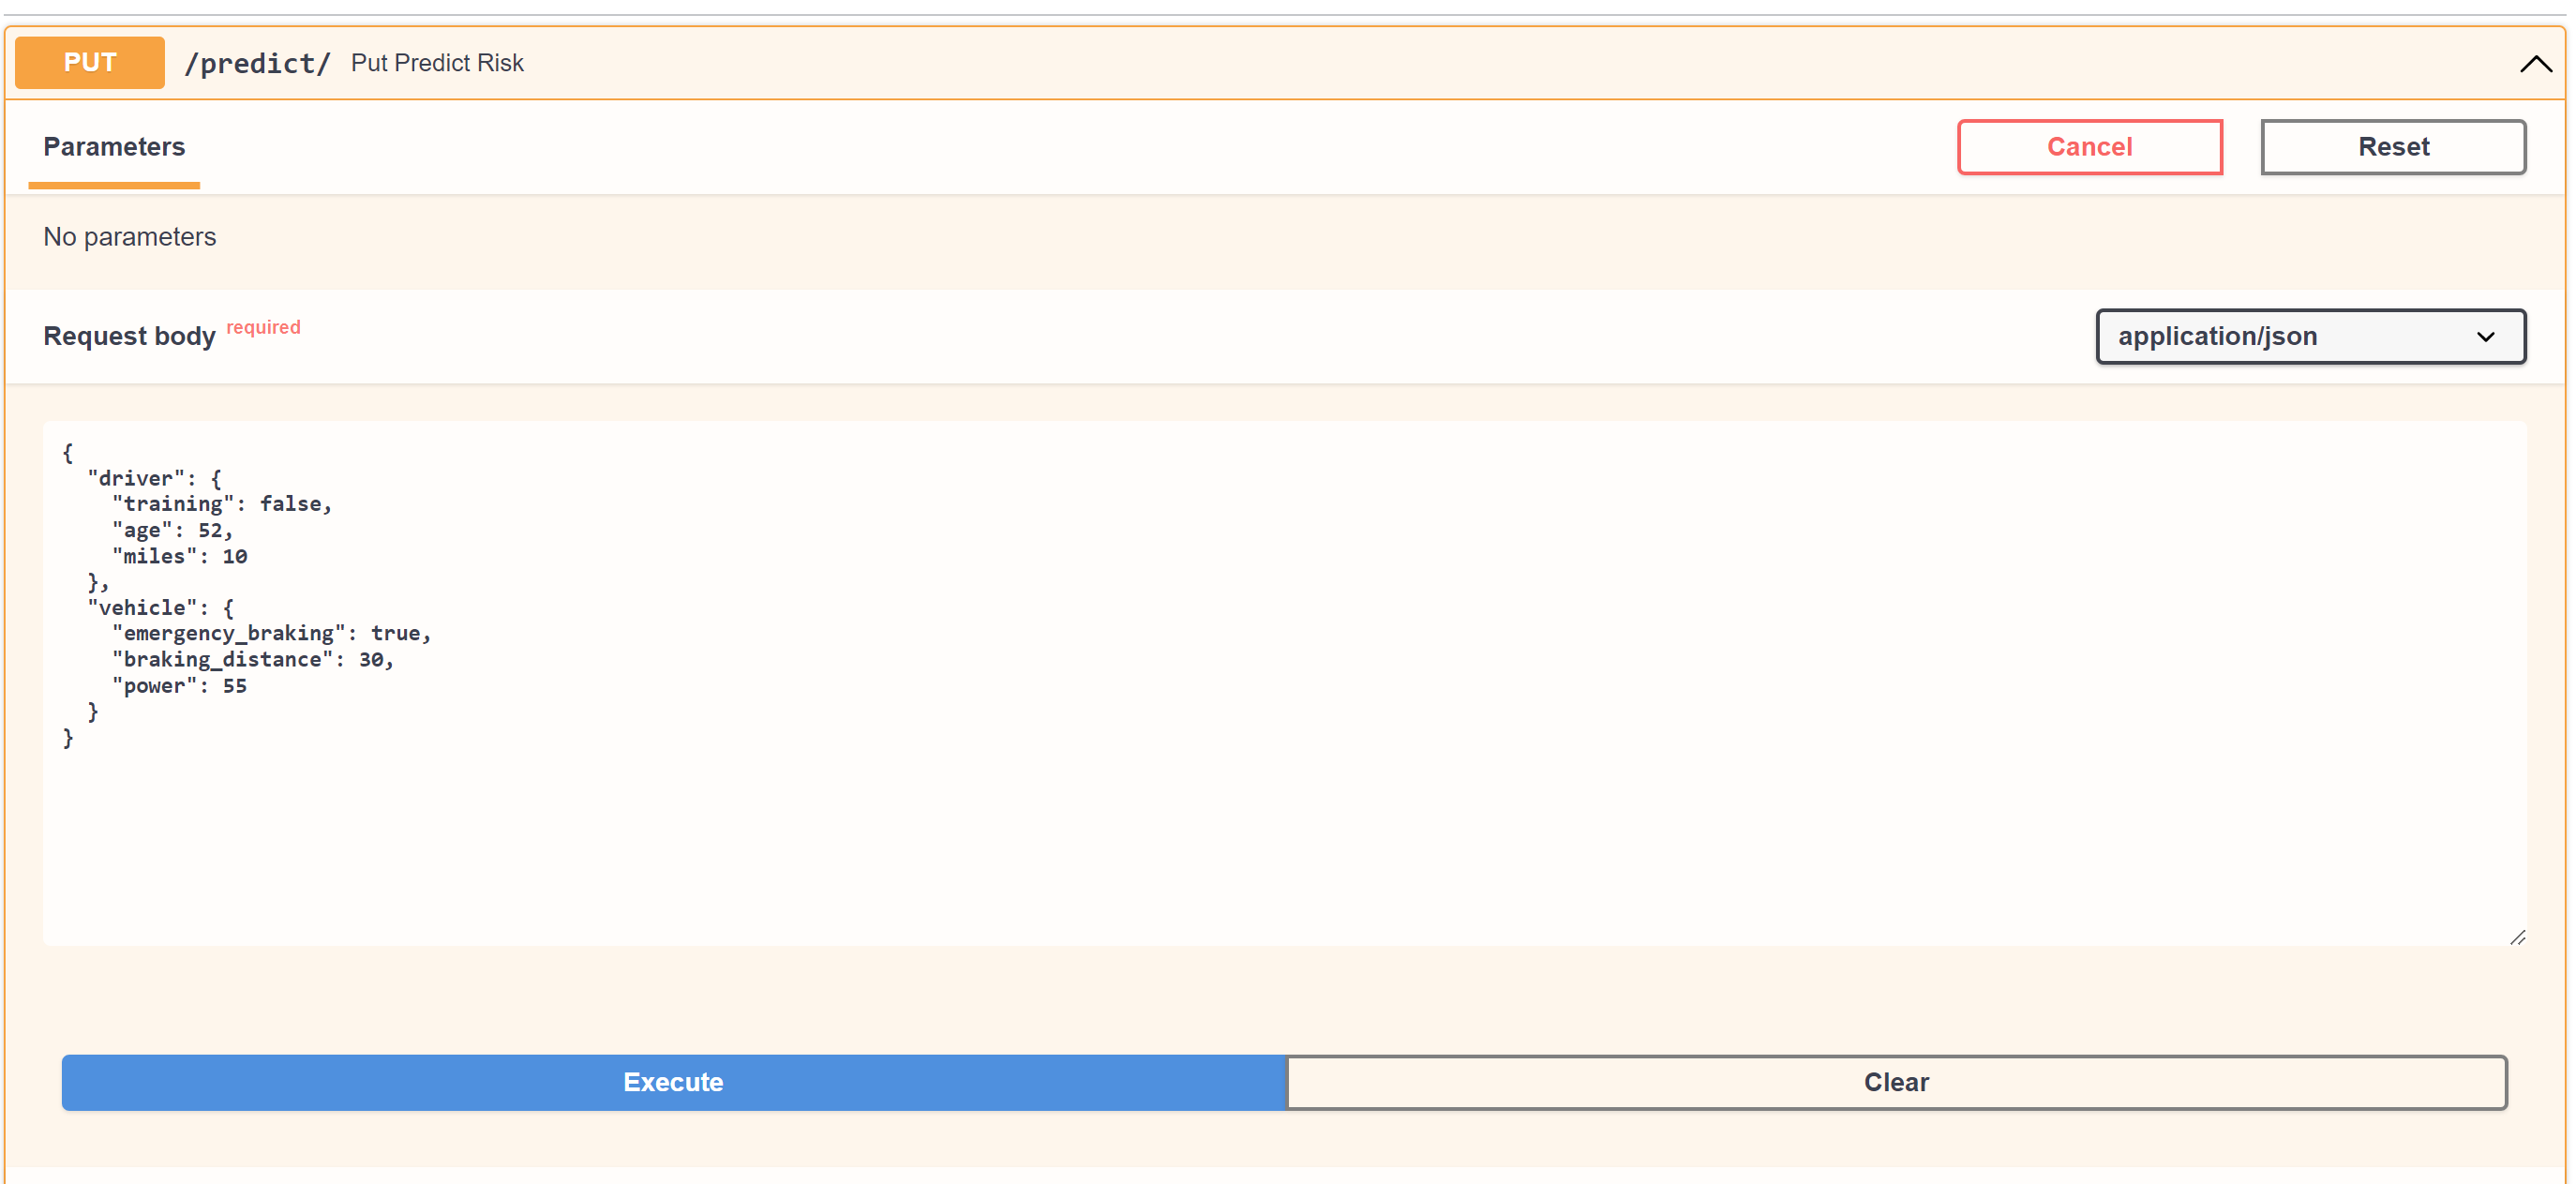 PUT /predict/ Put Predict Risk
Parameters
Cancel
Reset
No parameters
Request body required
application/json
{
  "driver": {
    "training": false,
    "age": 52,
    "miles": 10
  },
  "vehicle": {
    "emergency_braking": true,
    "braking_distance": 30,
    "power": 55
  }
}
Execute
Clear